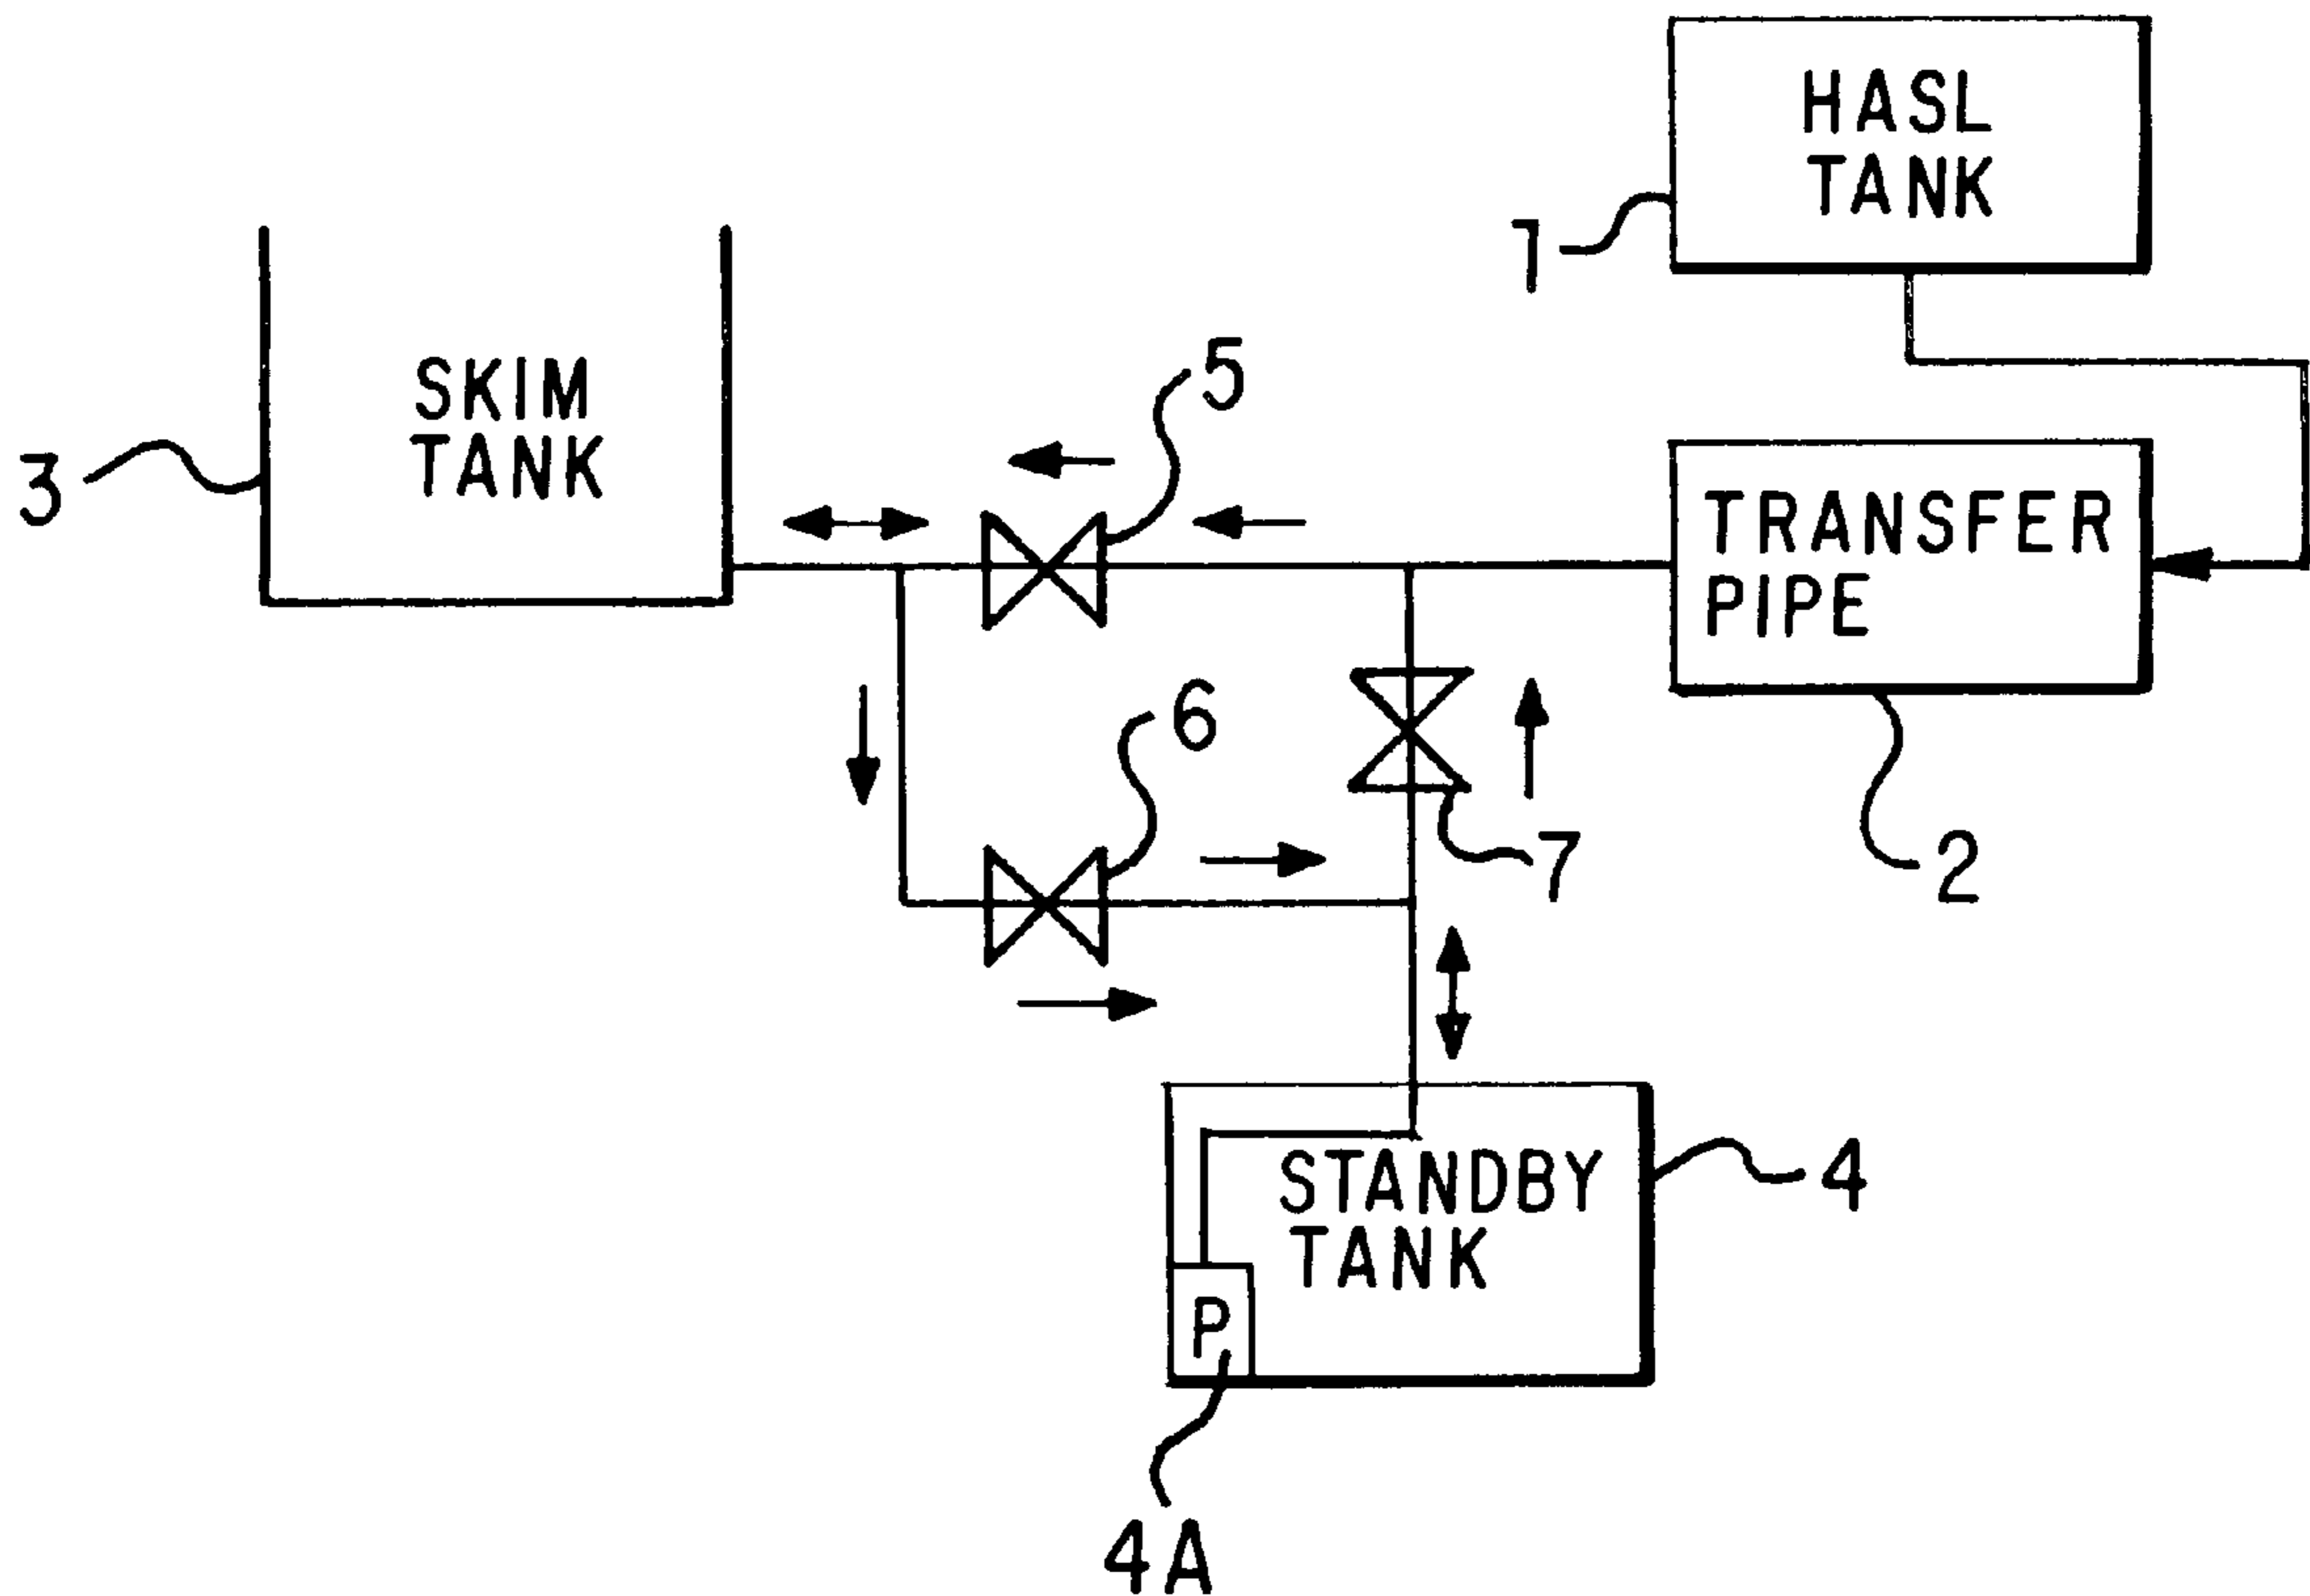 HASL
TANK
1
SKIM
TANK
5
3
TRANSFER
PIPE
6
7
2
STANDBY
TANK
4
P
4A